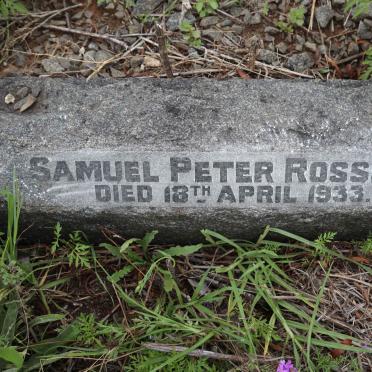 SAMUEL PETER ROSS
DIED 18TH APRIL 1933.